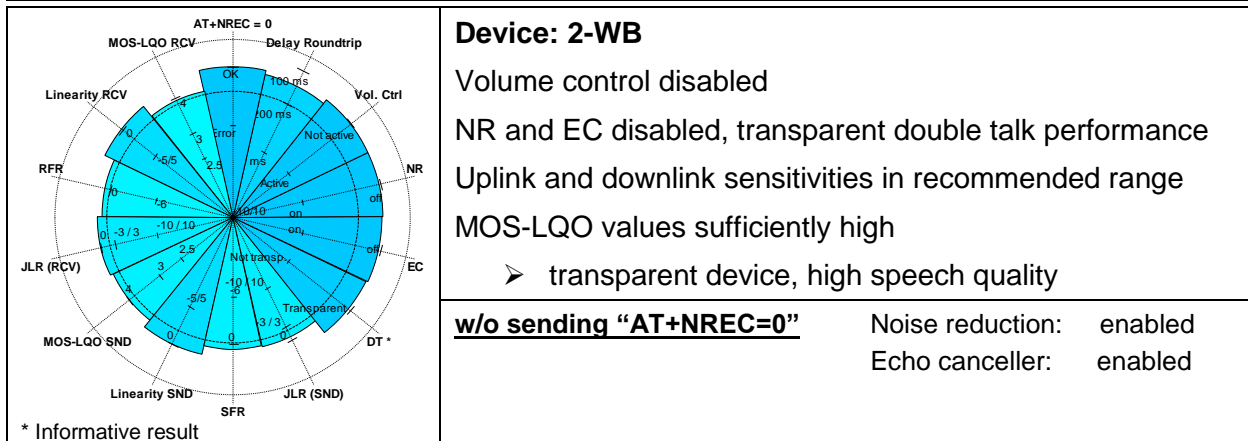 AT+NREC = 0
MOS-LQO RCV
Delay Roundtrip
Linearity RCV
Vol. Ctrl
RFR
NR
JLR (RCV)
EC
MOS-LQO SND
DT *
Linearity SND
JLR (SND)
SFR
OK
Error
100 ms
200 ms
ms
Not active
Active
off
on
off
on
Transparent
Not transp.
0
-3 / 3
-10 / 10
0
-6
0
-5/5
4
3
2.5
0
-3 / 3
-10 / 10
0
-6
0
-5/5
4
3
2.5
-10/10
* Informative result
Device: 2-WB
Volume control disabled
NR and EC disabled, transparent double talk performance
Uplink and downlink sensitivities in recommended range
MOS-LQO values sufficiently high
➢ transparent device, high speech quality
w/o sending “AT+NREC=0” Noise reduction: enabled
Echo canceller: enabled